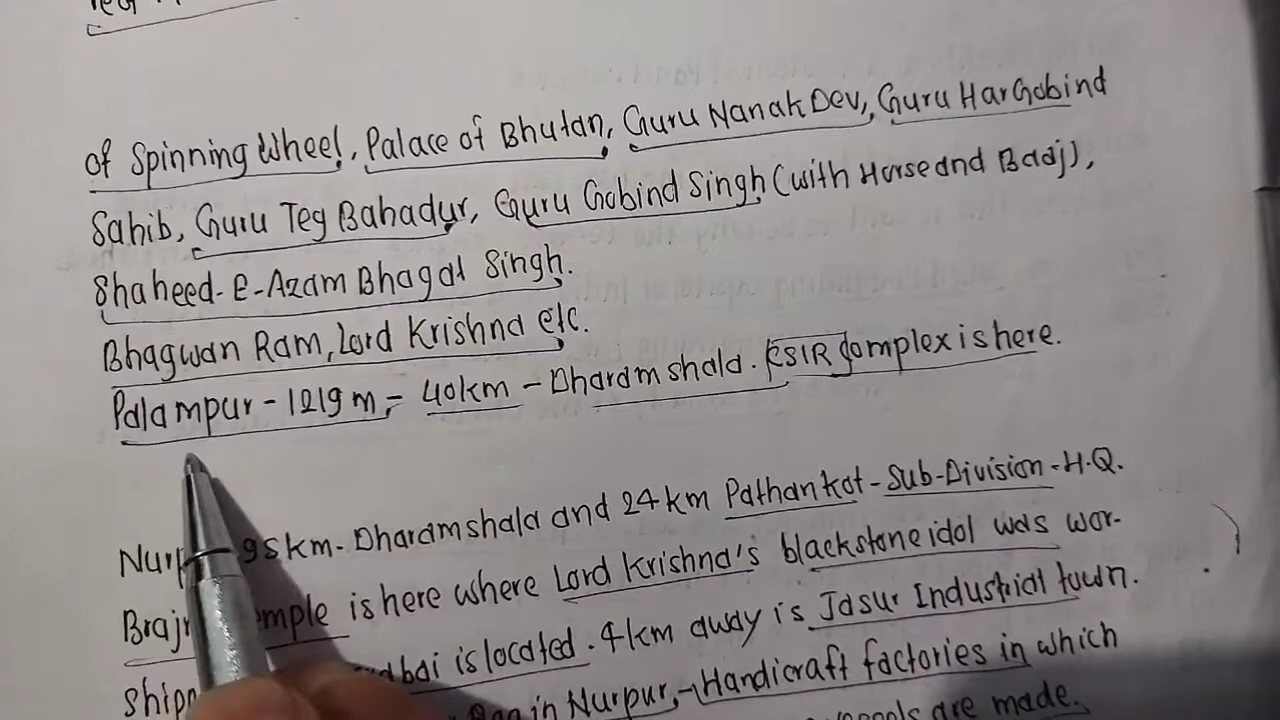 of Spinning Wheel, Palace of Bhutan, Guru Nanak Dev, Guru HarGobind
Sahib, Guru Teg Bahadur, Guru Gobind Singh (with Horse and Baaj),
Shaheed-e-Azam Bhagat Singh.
Bhagwan Ram, Lord Krishna etc.
Palampur - 1219 m - 40km - Dharamshala. CSIR Complex is here.
95km - Dharamshala and 24km Pathankot - Sub-Division - H.Q.
is here where Lord Krishna's blackstone idol was wor-
is located. 4km away is Jasur Industrial town.
in Nurpur, - Handicraft factories in which
are made.